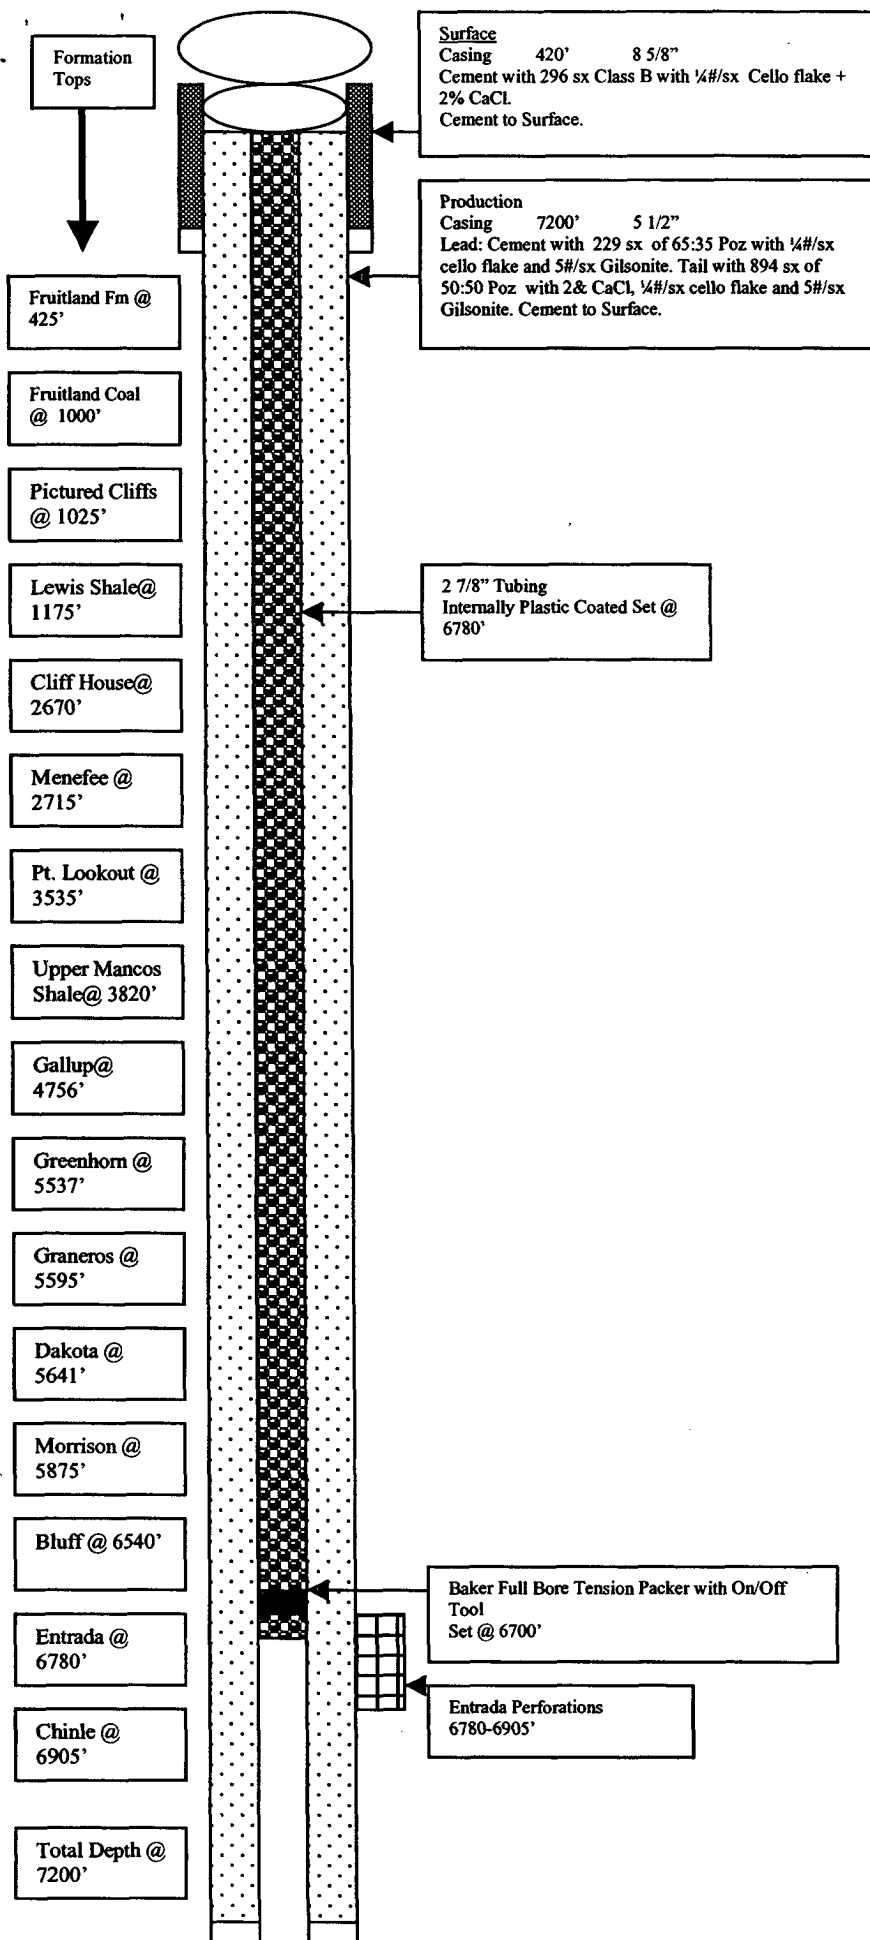 Formation
Tops
Surface
Casing 420’ 8 5/8”
Cement with 296 sx Class B with ¼#/sx Cello flake +
2% CaCl.
Cement to Surface.
Production
Casing 7200’ 5 1/2”
Lead: Cement with 229 sx of 65:35 Poz with ¼#/sx
cello flake and 5#/sx Gilsonite. Tail with 894 sx of
50:50 Poz with 2& CaCl, ¼#/sx cello flake and 5#/sx
Gilsonite. Cement to Surface.
Fruitland Fm @
425’
Fruitland Coal
@ 1000’
Pictured Cliffs
@ 1025’
Lewis Shale@
1175’
2 7/8” Tubing
Internally Plastic Coated Set @
6780’
Cliff House@
2670’
Menefee @
2715’
Pt. Lookout @
3535’
Upper Mancos
Shale@ 3820’
Gallup@
4756’
Greenhorn @
5537’
Graneros @
5595’
Dakota @
5641’
Morrison @
5875’
Bluff @ 6540’
Baker Full Bore Tension Packer with On/Off
Tool
Set @ 6700’
Entrada @
6780’
Entrada Perforations
6780-6905’
Chinle @
6905’
Total Depth @
7200’